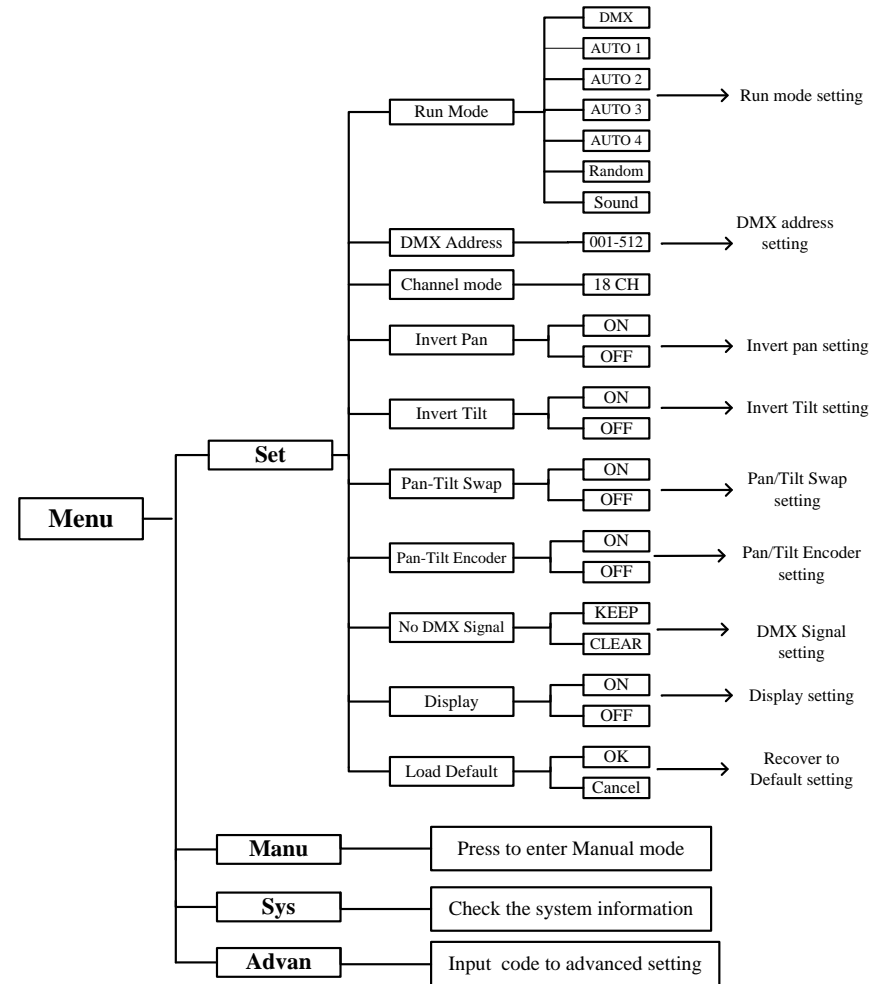 DMX
AUTO 1
AUTO 2
AUTO 3
AUTO 4
Random
Sound
Run Mode
Run mode setting
DMX Address
001-512
DMX address
setting
Channel mode
18 CH
Invert Pan
ON
OFF
Invert pan setting
Invert Tilt
ON
OFF
Invert Tilt setting
Set
Pan-Tilt Swap
ON
OFF
Pan/Tilt Swap
setting
Menu
Pan-Tilt Encoder
ON
OFF
Pan/Tilt Encoder
setting
No DMX Signal
KEEP
CLEAR
DMX Signal
setting
Display
ON
OFF
Display setting
Load Default
OK
Cancel
Recover to
Default setting
Manu
Press to enter Manual mode
Sys
Check the system information
Advan
Input code to advanced setting